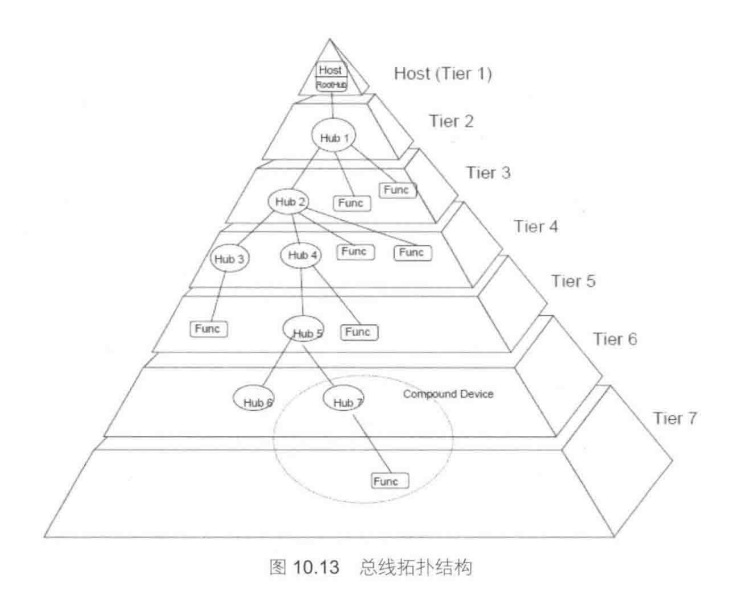 Host
RootHub
Host (Tier 1)
Hub 1
Tier 2
Hub 2
Func
Func
Tier 3
Hub 3
Hub 4
Func
Func
Tier 4
Func
Hub 5
Func
Tier 5
Hub 6
Hub 7
Compound Device
Tier 6
Func
Tier 7
图 10.13 总线拓扑结构